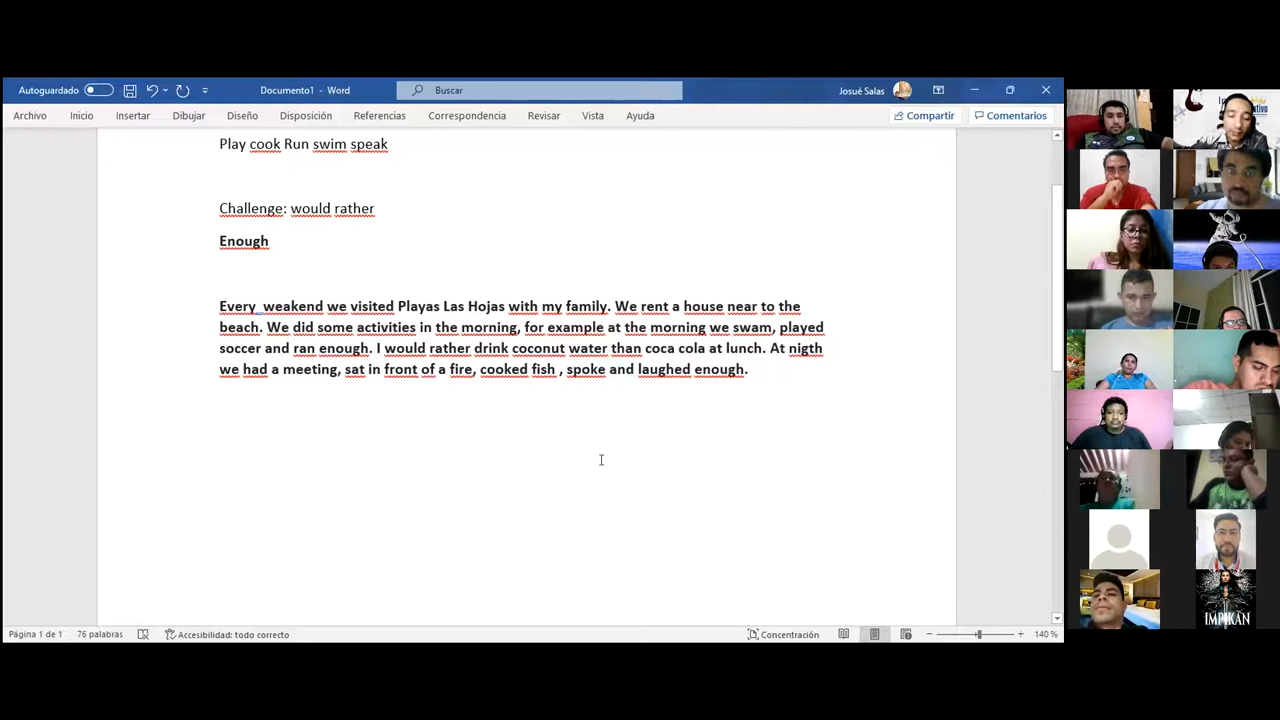 Autoguardado
Documento1 - Word
Buscar
Josué Salas
Archivo Inicio Insertar Dibujar Diseño Disposición Referencias Correspondencia Revisar Vista Ayuda Compartir Comentarios
Play cook Run swim speak
Challenge: would rather
Enough
Every weakend we visited Playas Las Hojas with my family. We rent a house near to the
beach. We did some activities in the morning, for example at the morning we swam, played
soccer and ran enough. I would rather drink coconut water than coca cola at lunch. At nigth
we had a meeting, sat in front of a fire, cooked fish , spoke and laughed enough.
Página 1 de 1 76 palabras Accesibilidad: todo correcto Concentración 140 %
IMPIKAN